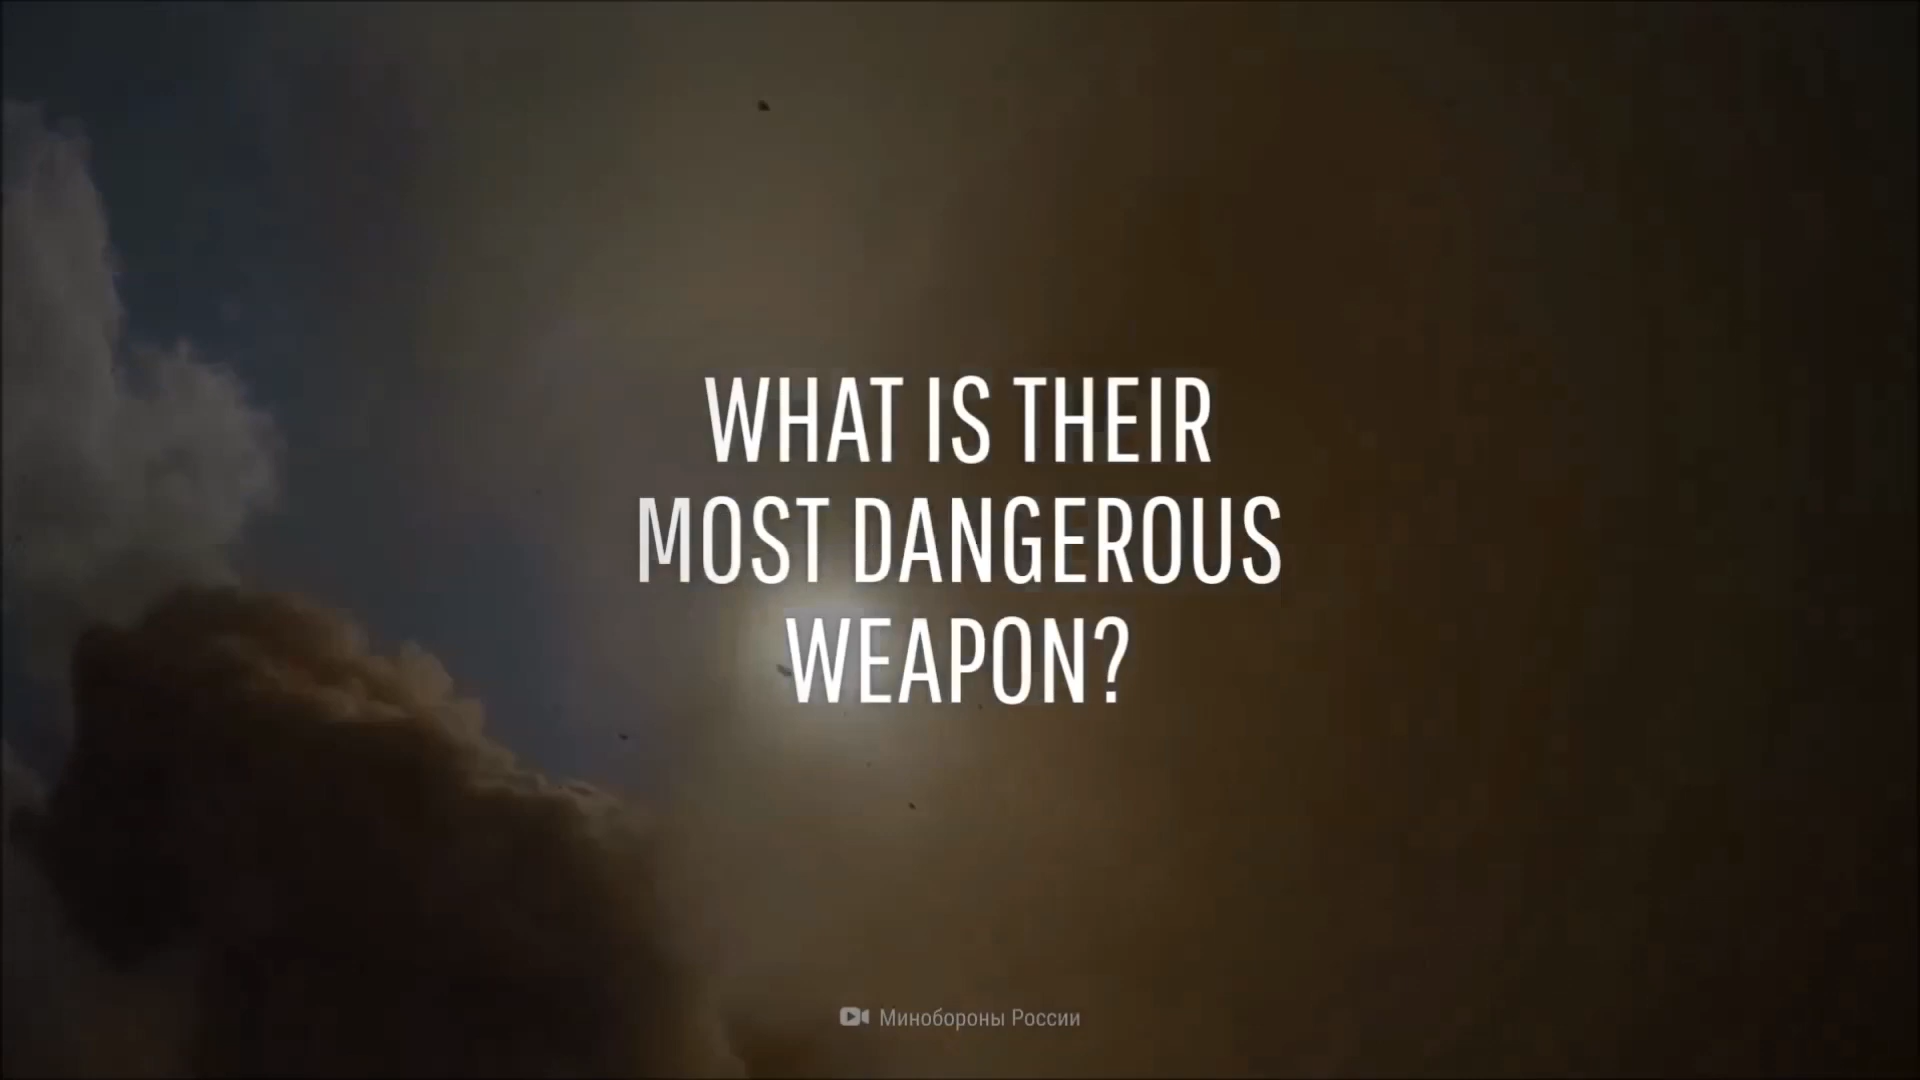 WHAT IS THEIR
MOST DANGEROUS
WEAPON?
Минобороны России